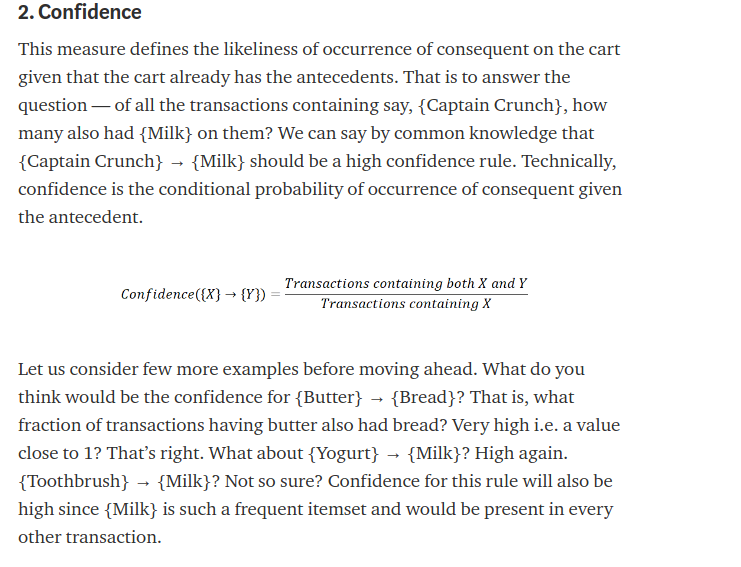 2. Confidence
This measure defines the likeliness of occurrence of consequent on the cart
given that the cart already has the antecedents. That is to answer the
question — of all the transactions containing say, {Captain Crunch}, how
many also had {Milk} on them? We can say by common knowledge that
{Captain Crunch} → {Milk} should be a high confidence rule. Technically,
confidence is the conditional probability of occurrence of consequent given
the antecedent.
Confidence({X} → {Y}) = Transactions containing both X and Y
Transactions containing X
Let us consider few more examples before moving ahead. What do you
think would be the confidence for {Butter} → {Bread}? That is, what
fraction of transactions having butter also had bread? Very high i.e. a value
close to 1? That’s right. What about {Yogurt} → {Milk}? High again.
{Toothbrush} → {Milk}? Not so sure? Confidence for this rule will also be
high since {Milk} is such a frequent itemset and would be present in every
other transaction.